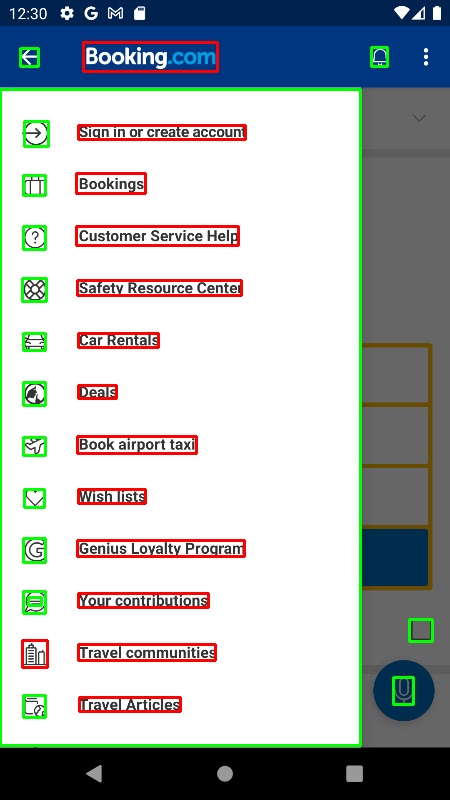 12:30
Booking.com
Sign in or create account
Bookings
Customer Service Help
Safety Resource Center
Car Rentals
Deals
Book airport taxi
Wish lists
Genius Loyalty Program
Your contributions
Travel communities
Travel Articles